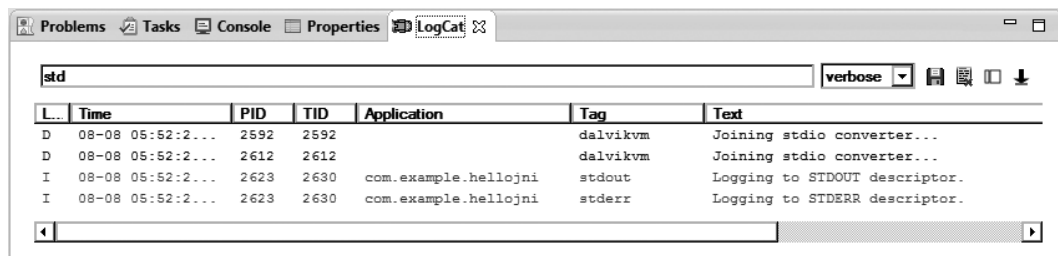 Problems Tasks Console Properties LogCat
std verbose
L... Time PID TID Application Tag Text
D 08-08 05:52:2... 2592 2592 dalvikvm Joining stdio converter...
D 08-08 05:52:2... 2612 2612 dalvikvm Joining stdio converter...
I 08-08 05:52:2... 2623 2630 com.example.hellojni stdout Logging to STDOUT descriptor.
I 08-08 05:52:2... 2623 2630 com.example.hellojni stderr Logging to STDERR descriptor.